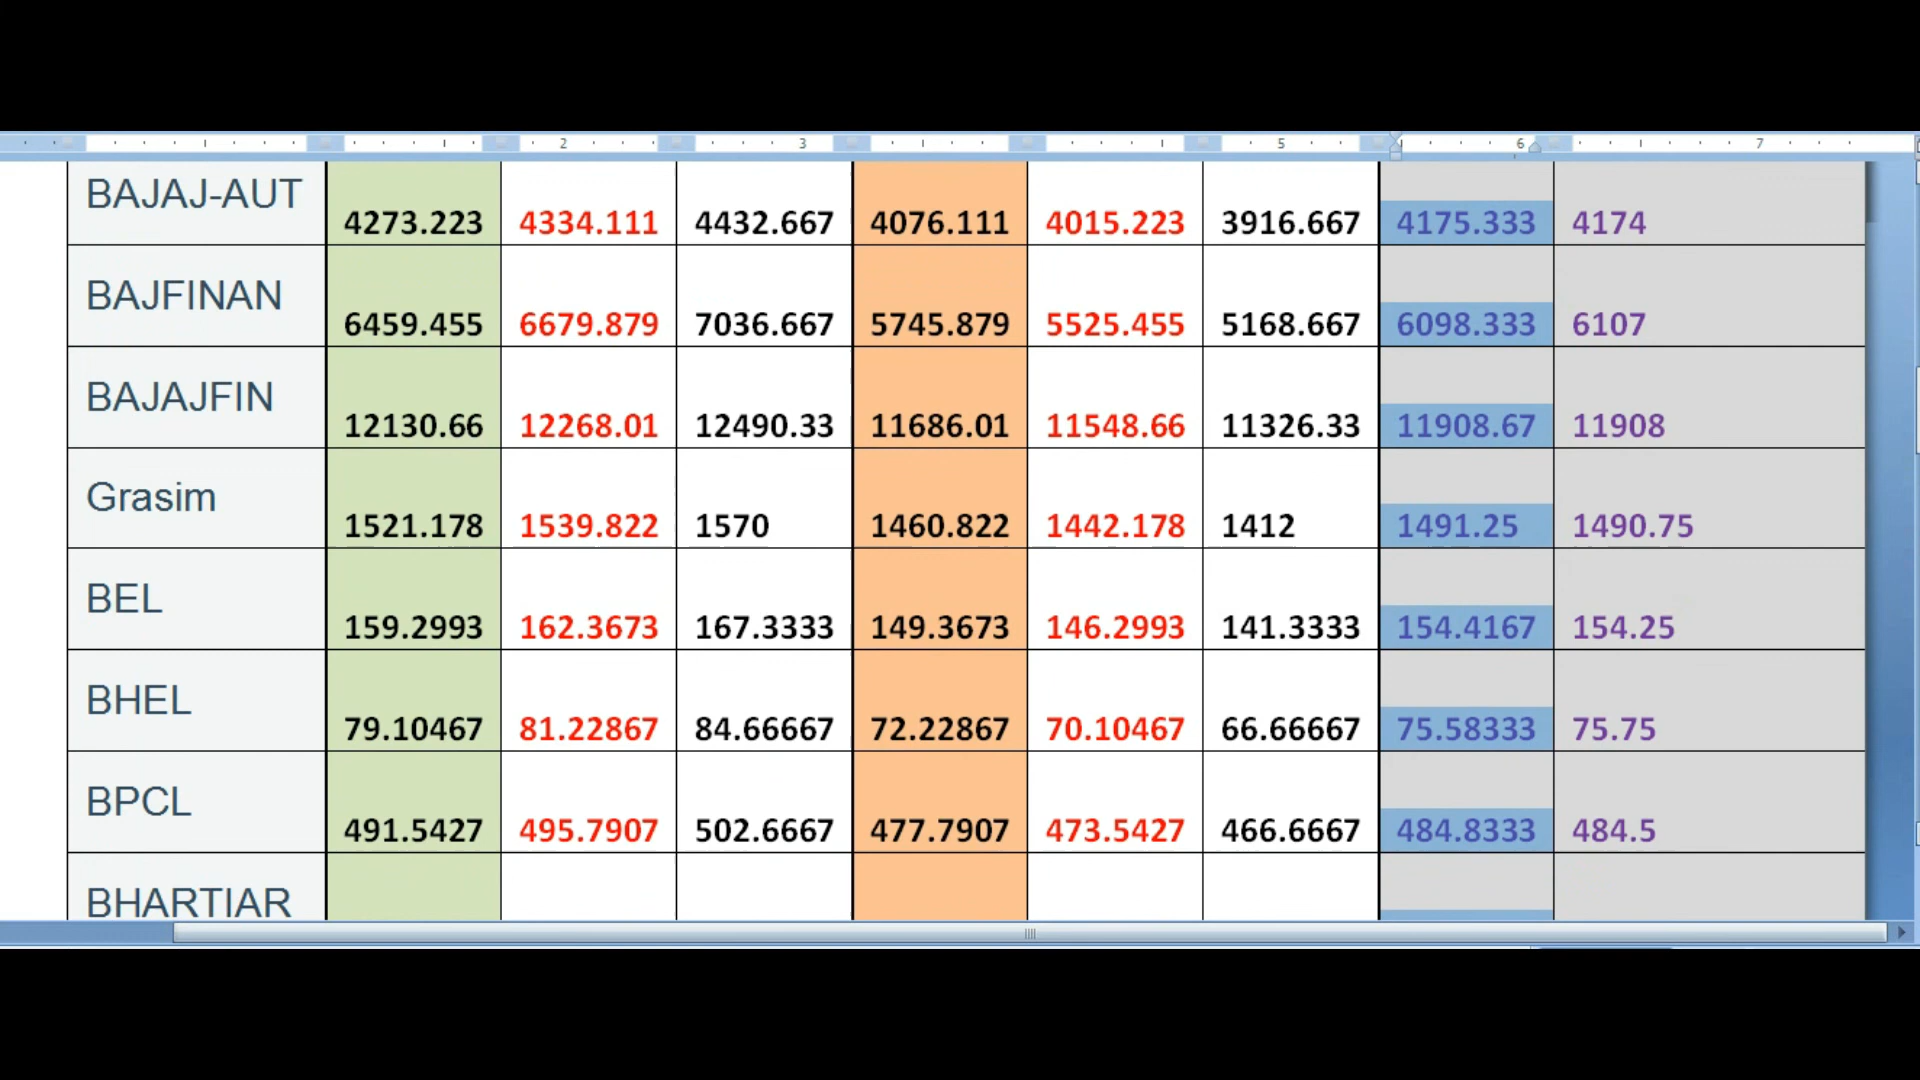 2 3 5 6 7
BAJAJ-AUT 4273.223 4334.111 4432.667 4076.111 4015.223 3916.667 4175.333 4174
BAJFINAN 6459.455 6679.879 7036.667 5745.879 5525.455 5168.667 6098.333 6107
BAJAJFIN 12130.66 12268.01 12490.33 11686.01 11548.66 11326.33 11908.67 11908
Grasim 1521.178 1539.822 1570 1460.822 1442.178 1412 1491.25 1490.75
BEL 159.2993 162.3673 167.3333 149.3673 146.2993 141.3333 154.4167 154.25
BHEL 79.10467 81.22867 84.66667 72.22867 70.10467 66.66667 75.58333 75.75
BPCL 491.5427 495.7907 502.6667 477.7907 473.5427 466.6667 484.8333 484.5
BHARTIAR